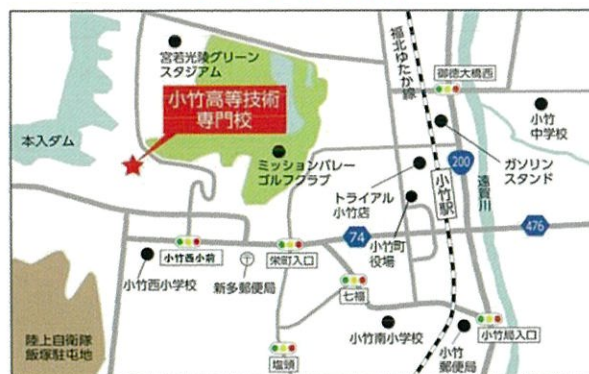 宮若光陵グリーン
スタジアム
福北ゆたか線
御徳大橋西
小竹高等技術
専門校
小竹
中学校
本入ダム
ミッションバレー
ゴルフクラブ
トライアル
小竹店
小竹駅
200
ガソリン
スタンド
遠賀川
74
小竹町
役場
476
小竹西小前
栄町入口
小竹西小学校
新多郵便局
七福
小竹南小学校
小竹局入口
小竹
郵便局
陸上自衛隊
飯塚駐屯地
塩頭